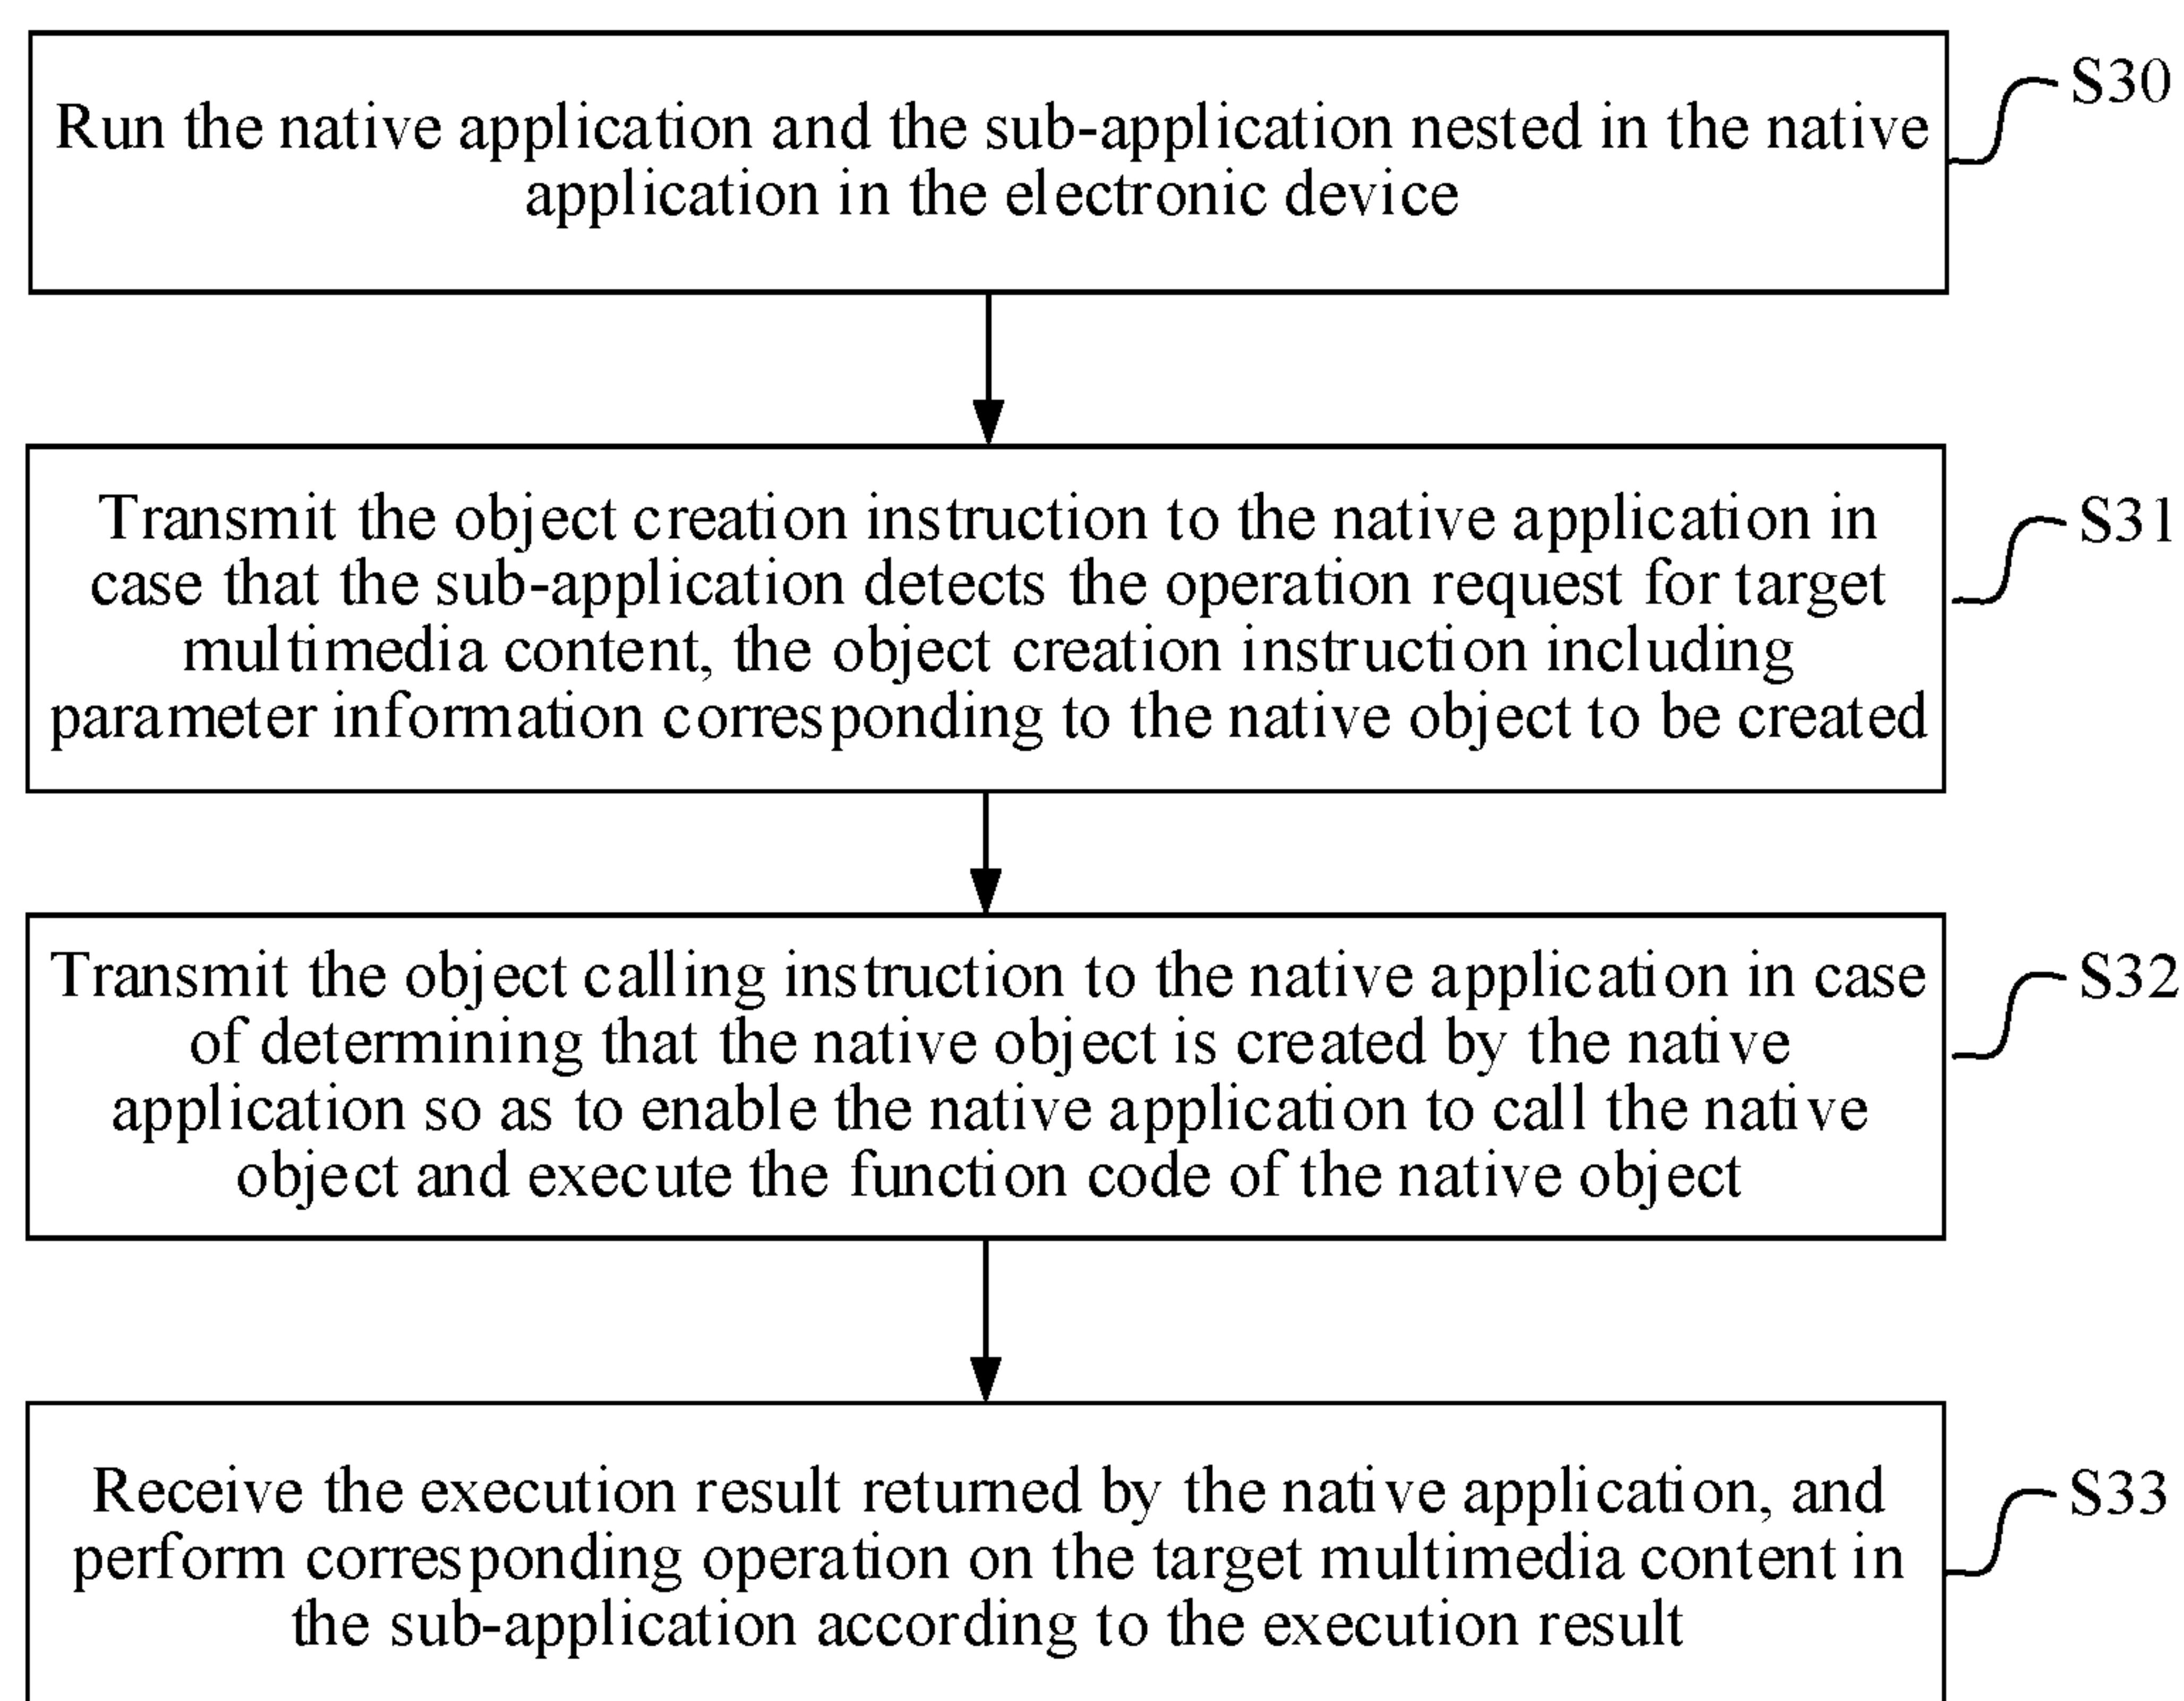 Run the native application and the sub-application nested in the native
application in the electronic device
S30
Transmit the object creation instruction to the native application in
case that the sub-application detects the operation request for target
multimedia content, the object creation instruction including
parameter information corresponding to the native object to be created
S31
Transmit the object calling instruction to the native application in case
of determining that the native object is created by the native
application so as to enable the native application to call the native
object and execute the function code of the native object
S32
Receive the execution result returned by the native application, and
perform corresponding operation on the target multimedia content in
the sub-application according to the execution result
S33